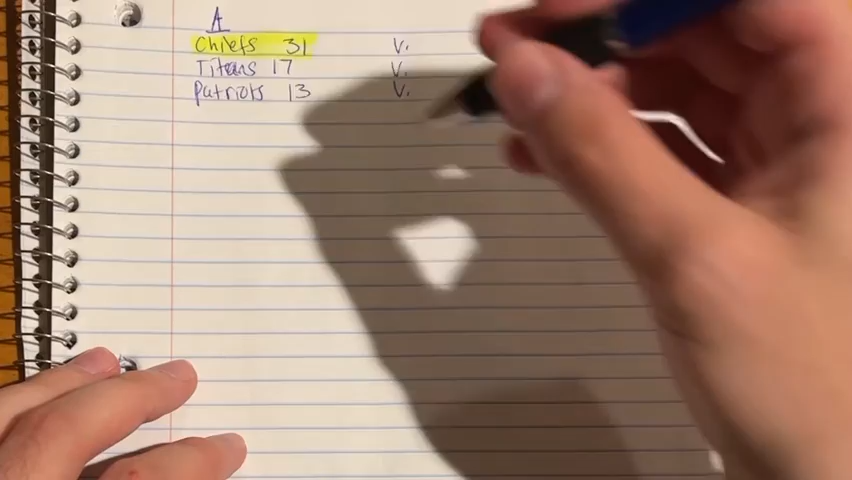 A
Chiefs 31 V.
Titans 17 V.
Patriots 13 V.